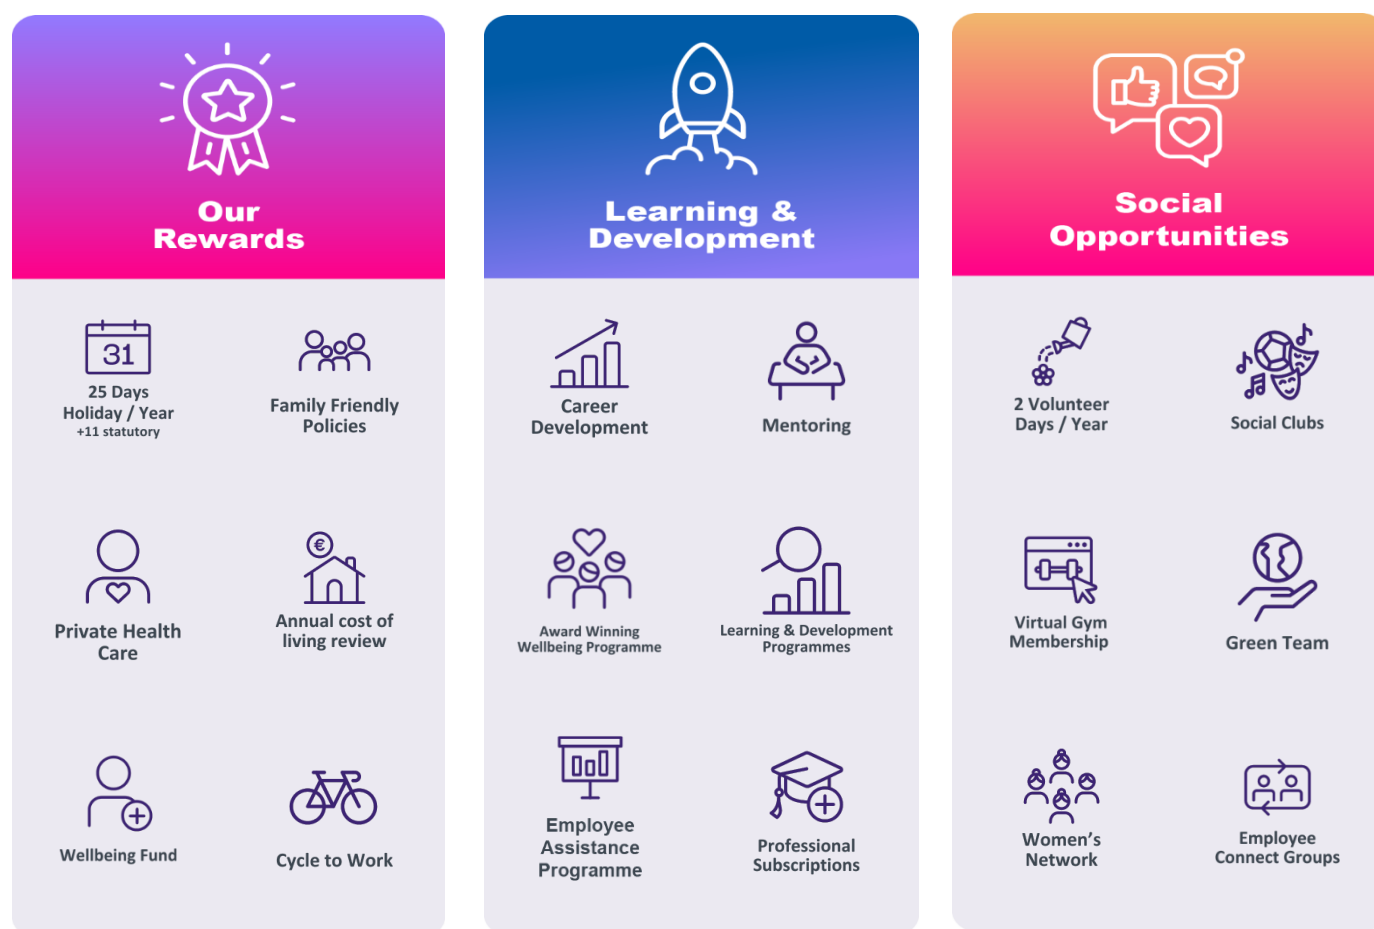 Our
Rewards
31
25 Days
Holiday / Year
+11 statutory
Family Friendly
Policies
Private Health
Care
€
Annual cost of
living review
Wellbeing Fund
Cycle to Work
Learning &
Development
Career
Development
Mentoring
Award Winning
Wellbeing Programme
Learning & Development
Programmes
Employee
Assistance
Programme
Professional
Subscriptions
Social
Opportunities
2 Volunteer
Days / Year
Social Clubs
Virtual Gym
Membership
Green Team
Women’s
Network
Employee
Connect Groups